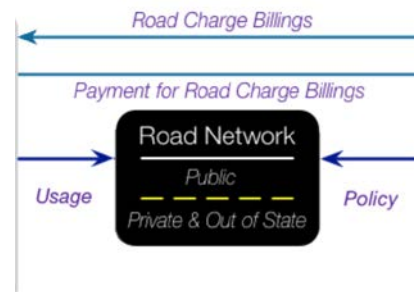 Road Charge Billings
Payment for Road Charge Billings
Road Network
Public
Private & Out of State
Usage
Policy